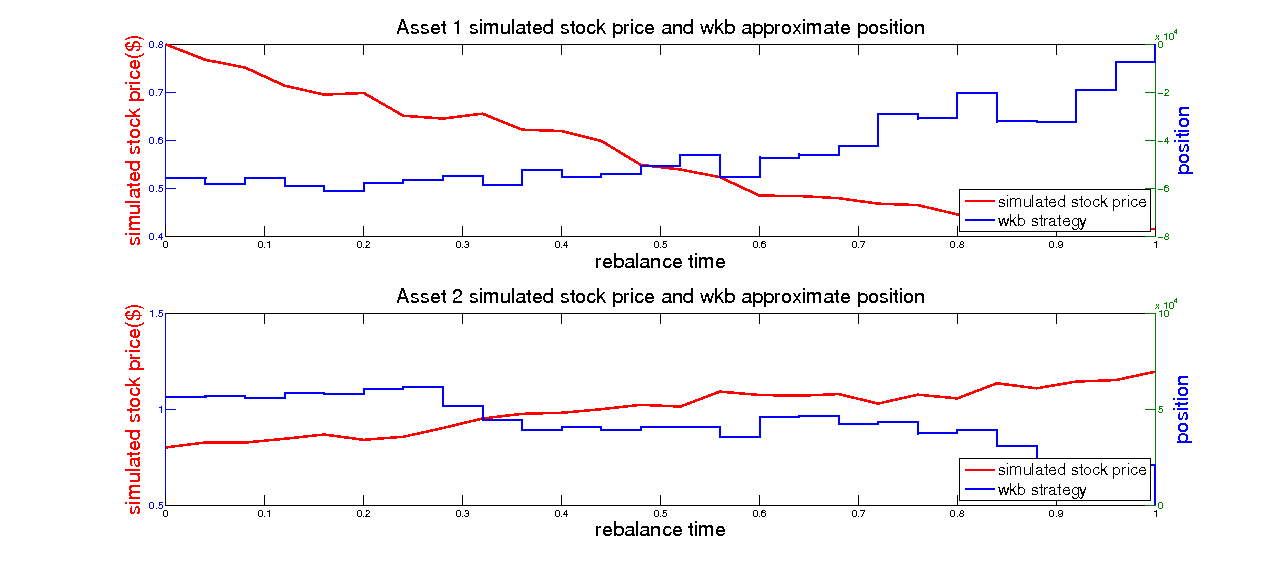 Asset 1 simulated stock price and wkb approximate position
simulated stock price($)
0.8
0.7
0.6
0.5
0.4
x 10^4
0
−2
−4
−6
−8
position
simulated stock price
wkb strategy
0 0.1 0.2 0.3 0.4 0.5 0.6 0.7 0.8 0.9 1
rebalance time
Asset 2 simulated stock price and wkb approximate position
simulated stock price($)
1.5
1
0.5
x 10^4
10
5
0
position
simulated stock price
wkb strategy
0 0.1 0.2 0.3 0.4 0.5 0.6 0.7 0.8 0.9 1
rebalance time